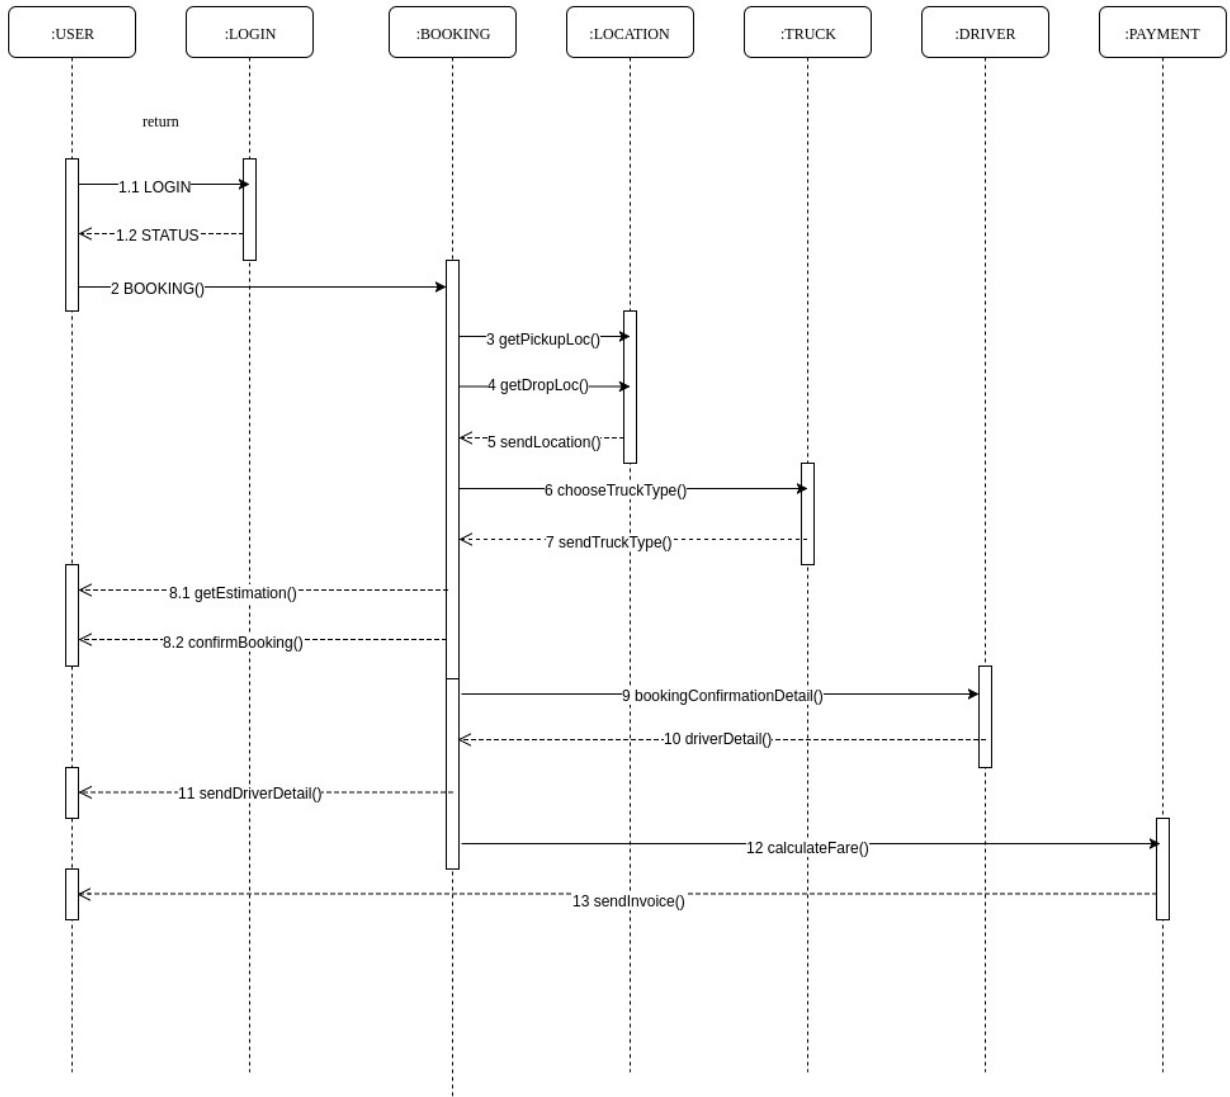 :USER
:LOGIN
:BOOKING
:LOCATION
:TRUCK
:DRIVER
:PAYMENT
return
1.1 LOGIN
1.2 STATUS
2 BOOKING()
3 getPickupLoc()
4 getDropLoc()
5 sendLocation()
6 chooseTruckType()
7 sendTruckType()
8.1 getEstimation()
8.2 confirmBooking()
9 bookingConfirmationDetail()
10 driverDetail()
11 sendDriverDetail()
12 calculateFare()
13 sendInvoice()